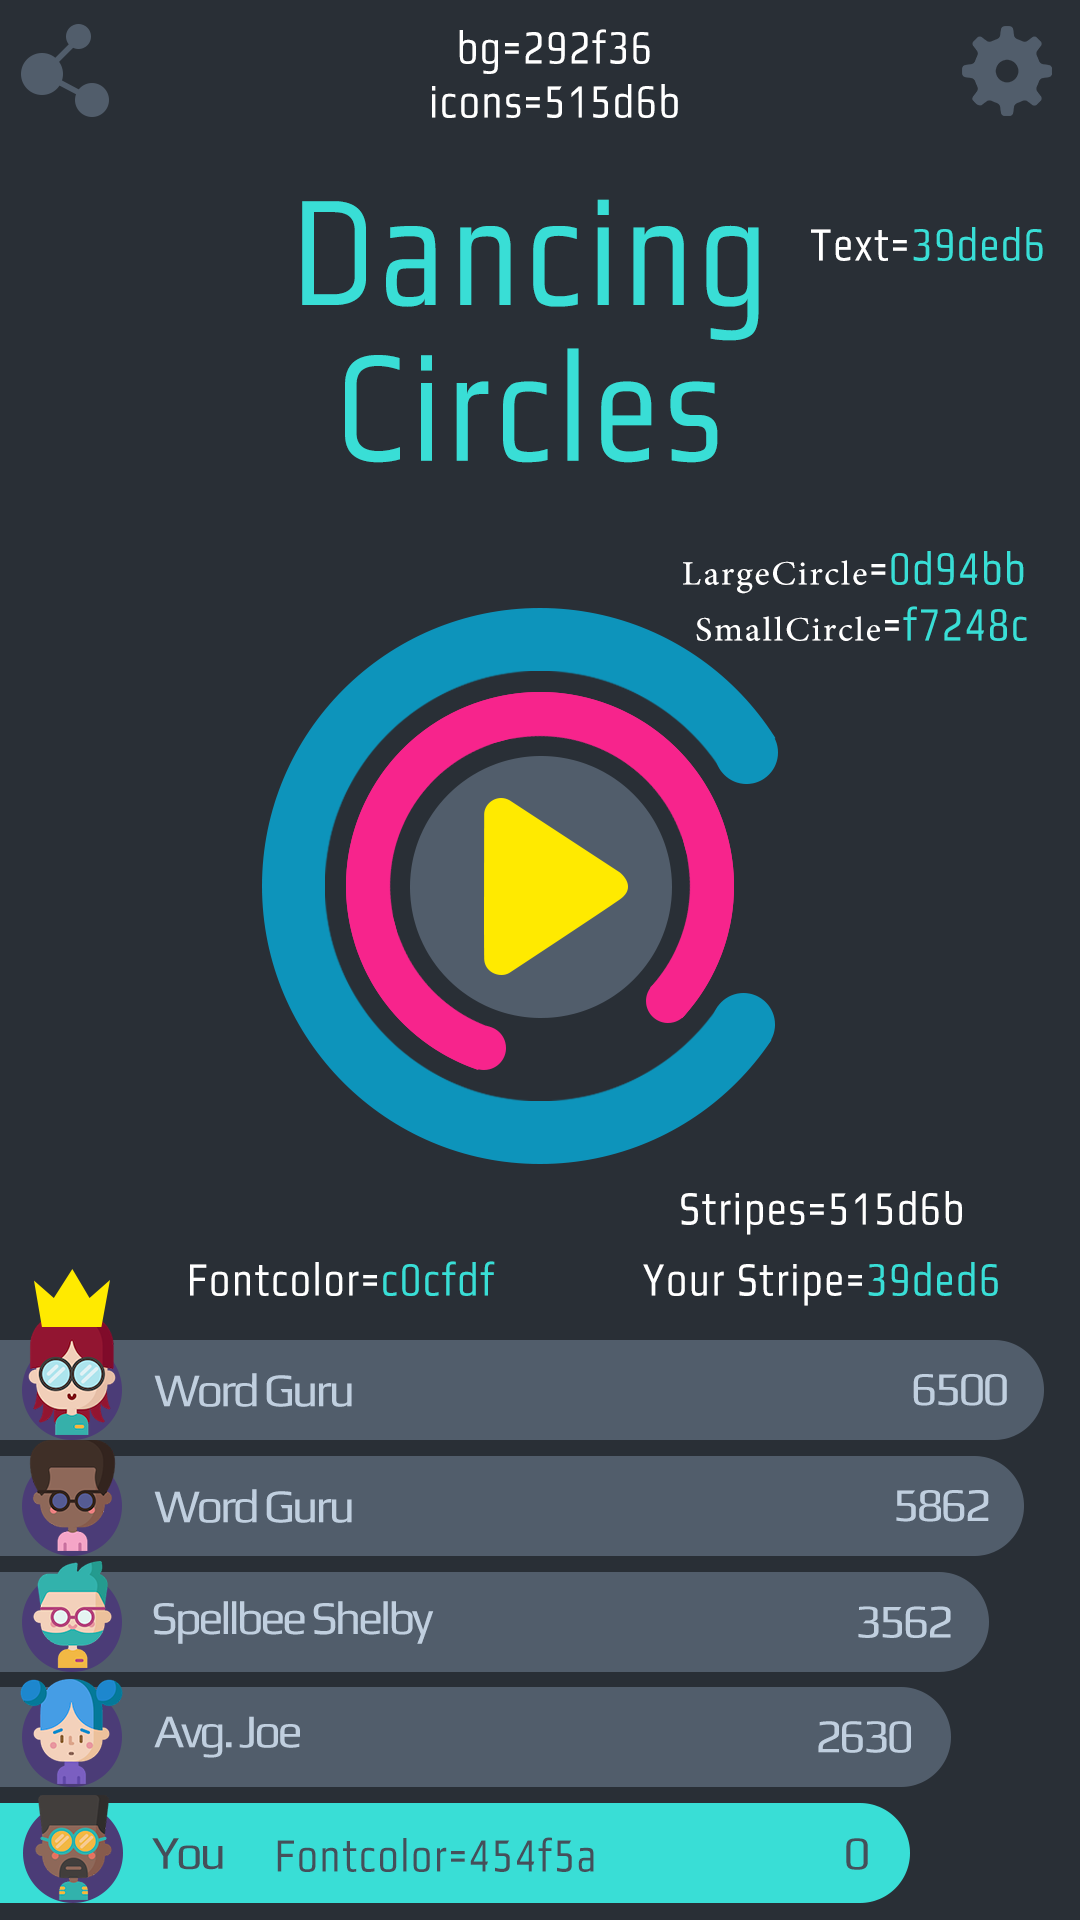 bg=292f36
icons=515d6b
Dancing
Circles
Text=39ded6
LargeCircle=0d94bb
SmallCircle=f7248c
Stripes=515d6b
Fontcolor=c0cfdf
Your Stripe=39ded6
Word Guru 6500
Word Guru 5862
Spellbee Shelby 3562
Avg. Joe 2630
You Fontcolor=454f5a 0